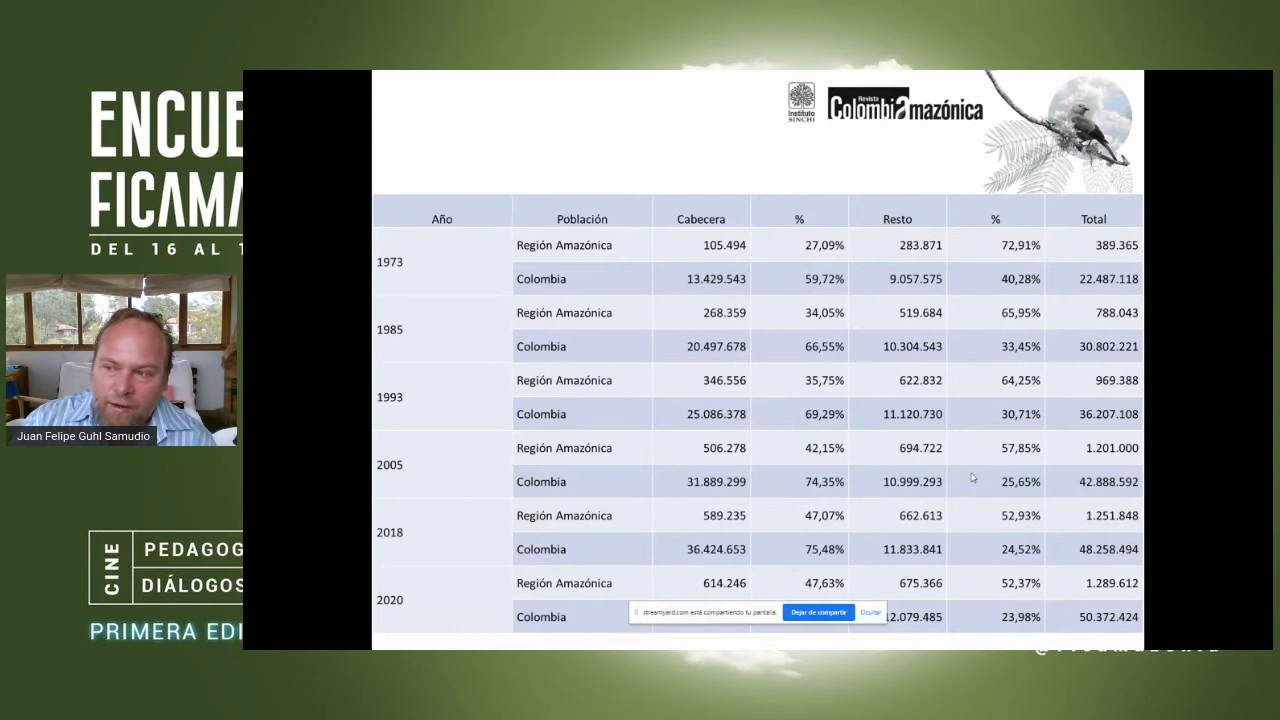 ENCUE
FICAMA
DEL 16 AL 1
Juan Felipe Guhl Samudio
CINE
PEDAGOG
DIÁLOGOS
PRIMERA EDI
Instituto
SINCHI
Revista
Colombiamazónica
Año Población Cabecera % Resto % Total
1973 Región Amazónica 105.494 27,09% 283.871 72,91% 389.365
Colombia 13.429.543 59,72% 9.057.575 40,28% 22.487.118
1985 Región Amazónica 268.359 34,05% 519.684 65,95% 788.043
Colombia 20.497.678 66,55% 10.304.543 33,45% 30.802.221
1993 Región Amazónica 346.556 35,75% 622.832 64,25% 969.388
Colombia 25.086.378 69,29% 11.120.730 30,71% 36.207.108
2005 Región Amazónica 506.278 42,15% 694.722 57,85% 1.201.000
Colombia 31.889.299 74,35% 10.999.293 25,65% 42.888.592
2018 Región Amazónica 589.235 47,07% 662.613 52,93% 1.251.848
Colombia 36.424.653 75,48% 11.833.841 24,52% 48.258.494
2020 Región Amazónica 614.246 47,63% 675.366 52,37% 1.289.612
Colombia 12.079.485 23,98% 50.372.424
streamyard.com está compartiendo tu pantalla. Dejar de compartir Ocultar